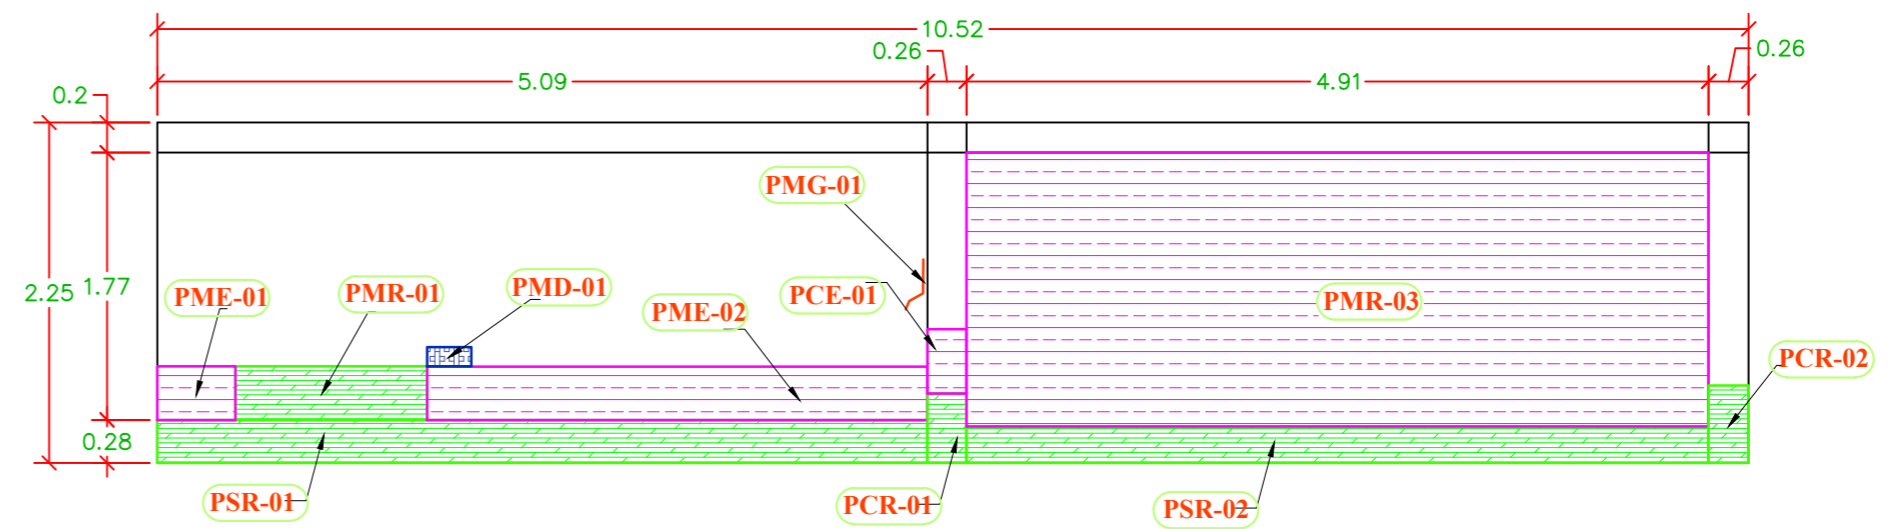 10.52
0.26
0.26
5.09
4.91
0.2
PMG-01
2.25
1.77
PME-01
PMR-01
PMD-01
PME-02
PCE-01
PMR-03
PCR-02
0.28
PSR-01
PCR-01
PSR-02